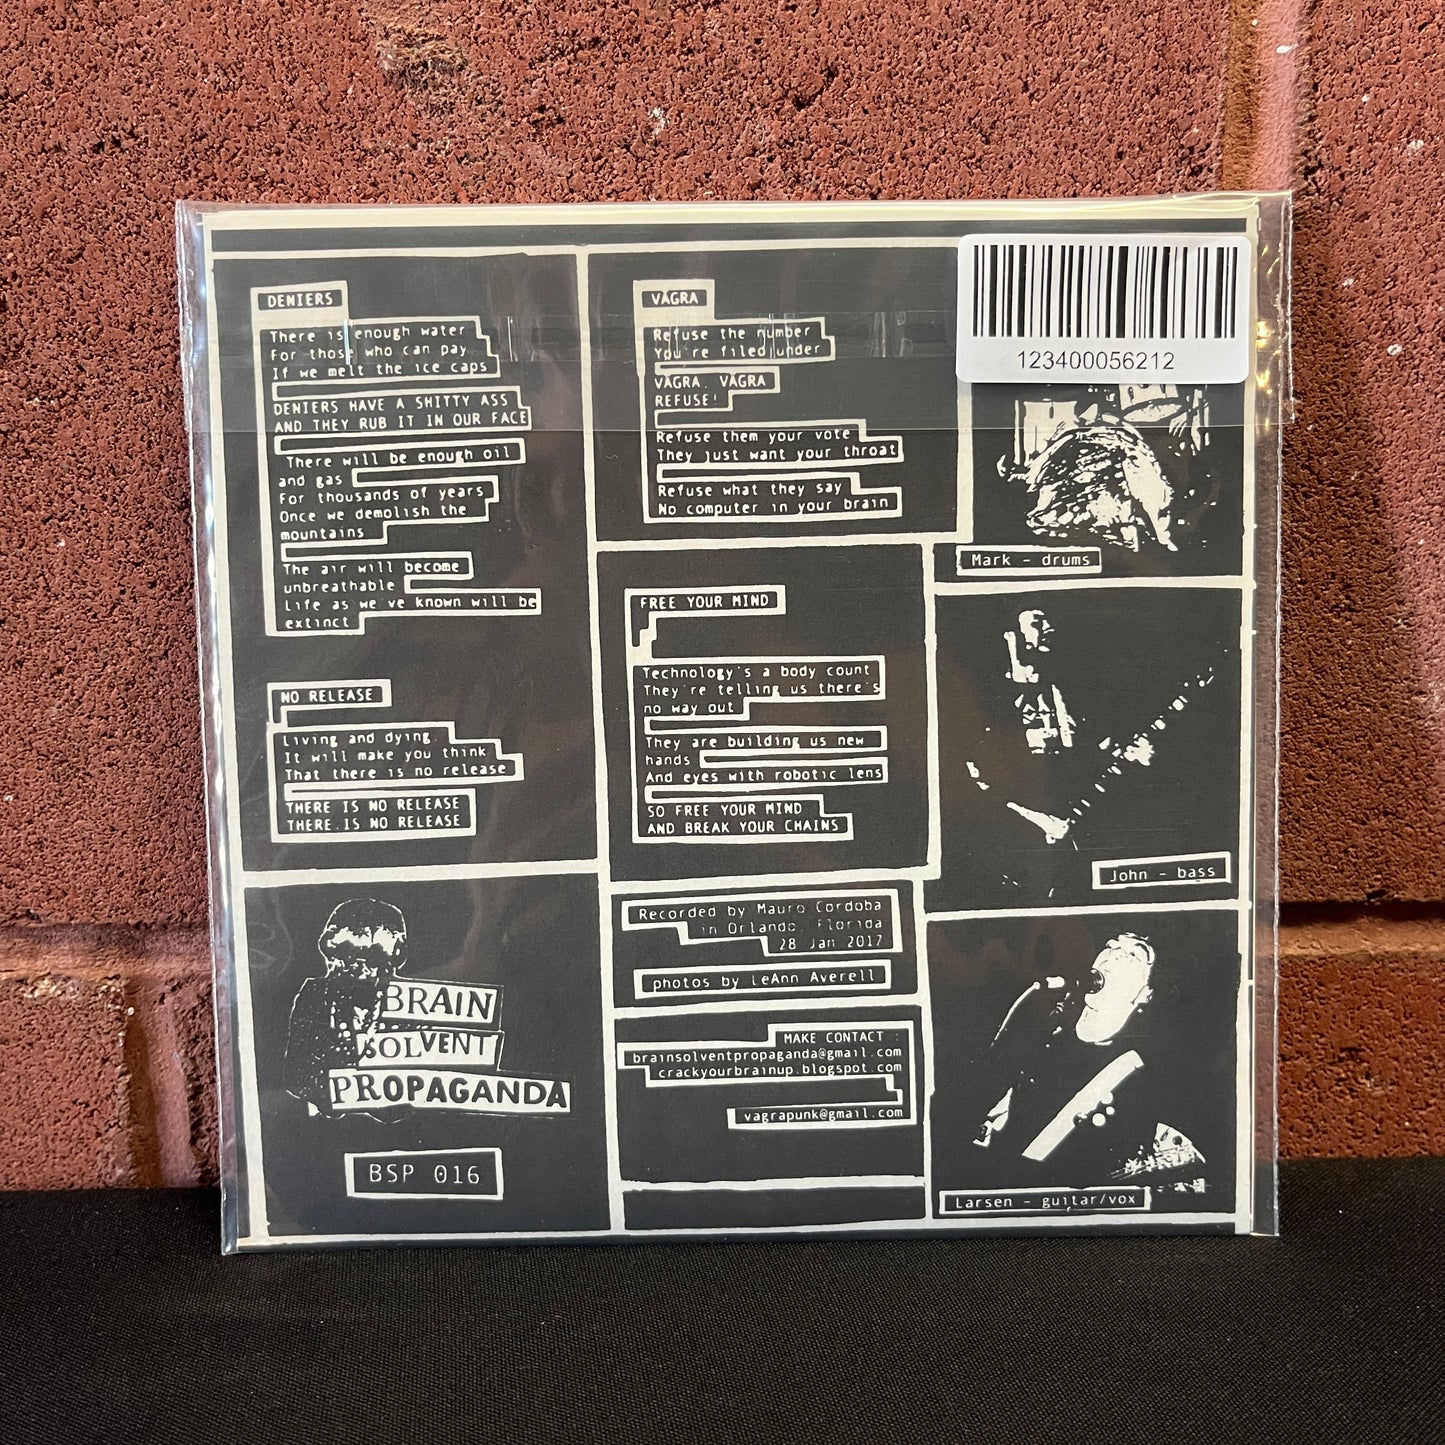 DENIERS
There is enough water
For those who can pay
If we melt the ice caps
DENIERS HAVE A SHITTY ASS
AND THEY RUB IT IN OUR FACE
There will be enough oil
and gas
For thousands of years
Once we demolish the
mountains
The air will become
unbreathable
Life as we've known will be
extinct
NO RELEASE
Living and dying
It will make you think
That there is no release
THERE IS NO RELEASE
THERE IS NO RELEASE
BRAIN
SOLVENT
PROPAGANDA
BSP 016
VAGRA
Refuse the number
You're filed under
VAGRA, VAGRA
REFUSE!
Refuse them your vote
They just want your throat
Refuse what they say
No computer in your brain
FREE YOUR MIND
Technology's a body count
They're telling us there's
no way out
They are building us new
hands
And eyes with robotic lens
SO FREE YOUR MIND
AND BREAK YOUR CHAINS
Recorded by Mauro Cordoba
in Orlando, Florida
28 Jan 2017
photos by LeAnn Averell
MAKE CONTACT :
brainsolventpropaganda@gmail.com
crackyourbrainup.blogspot.com
vagrapunk@gmail.com
123400056212
Mark - drums
John - bass
Larsen - guitar/vox